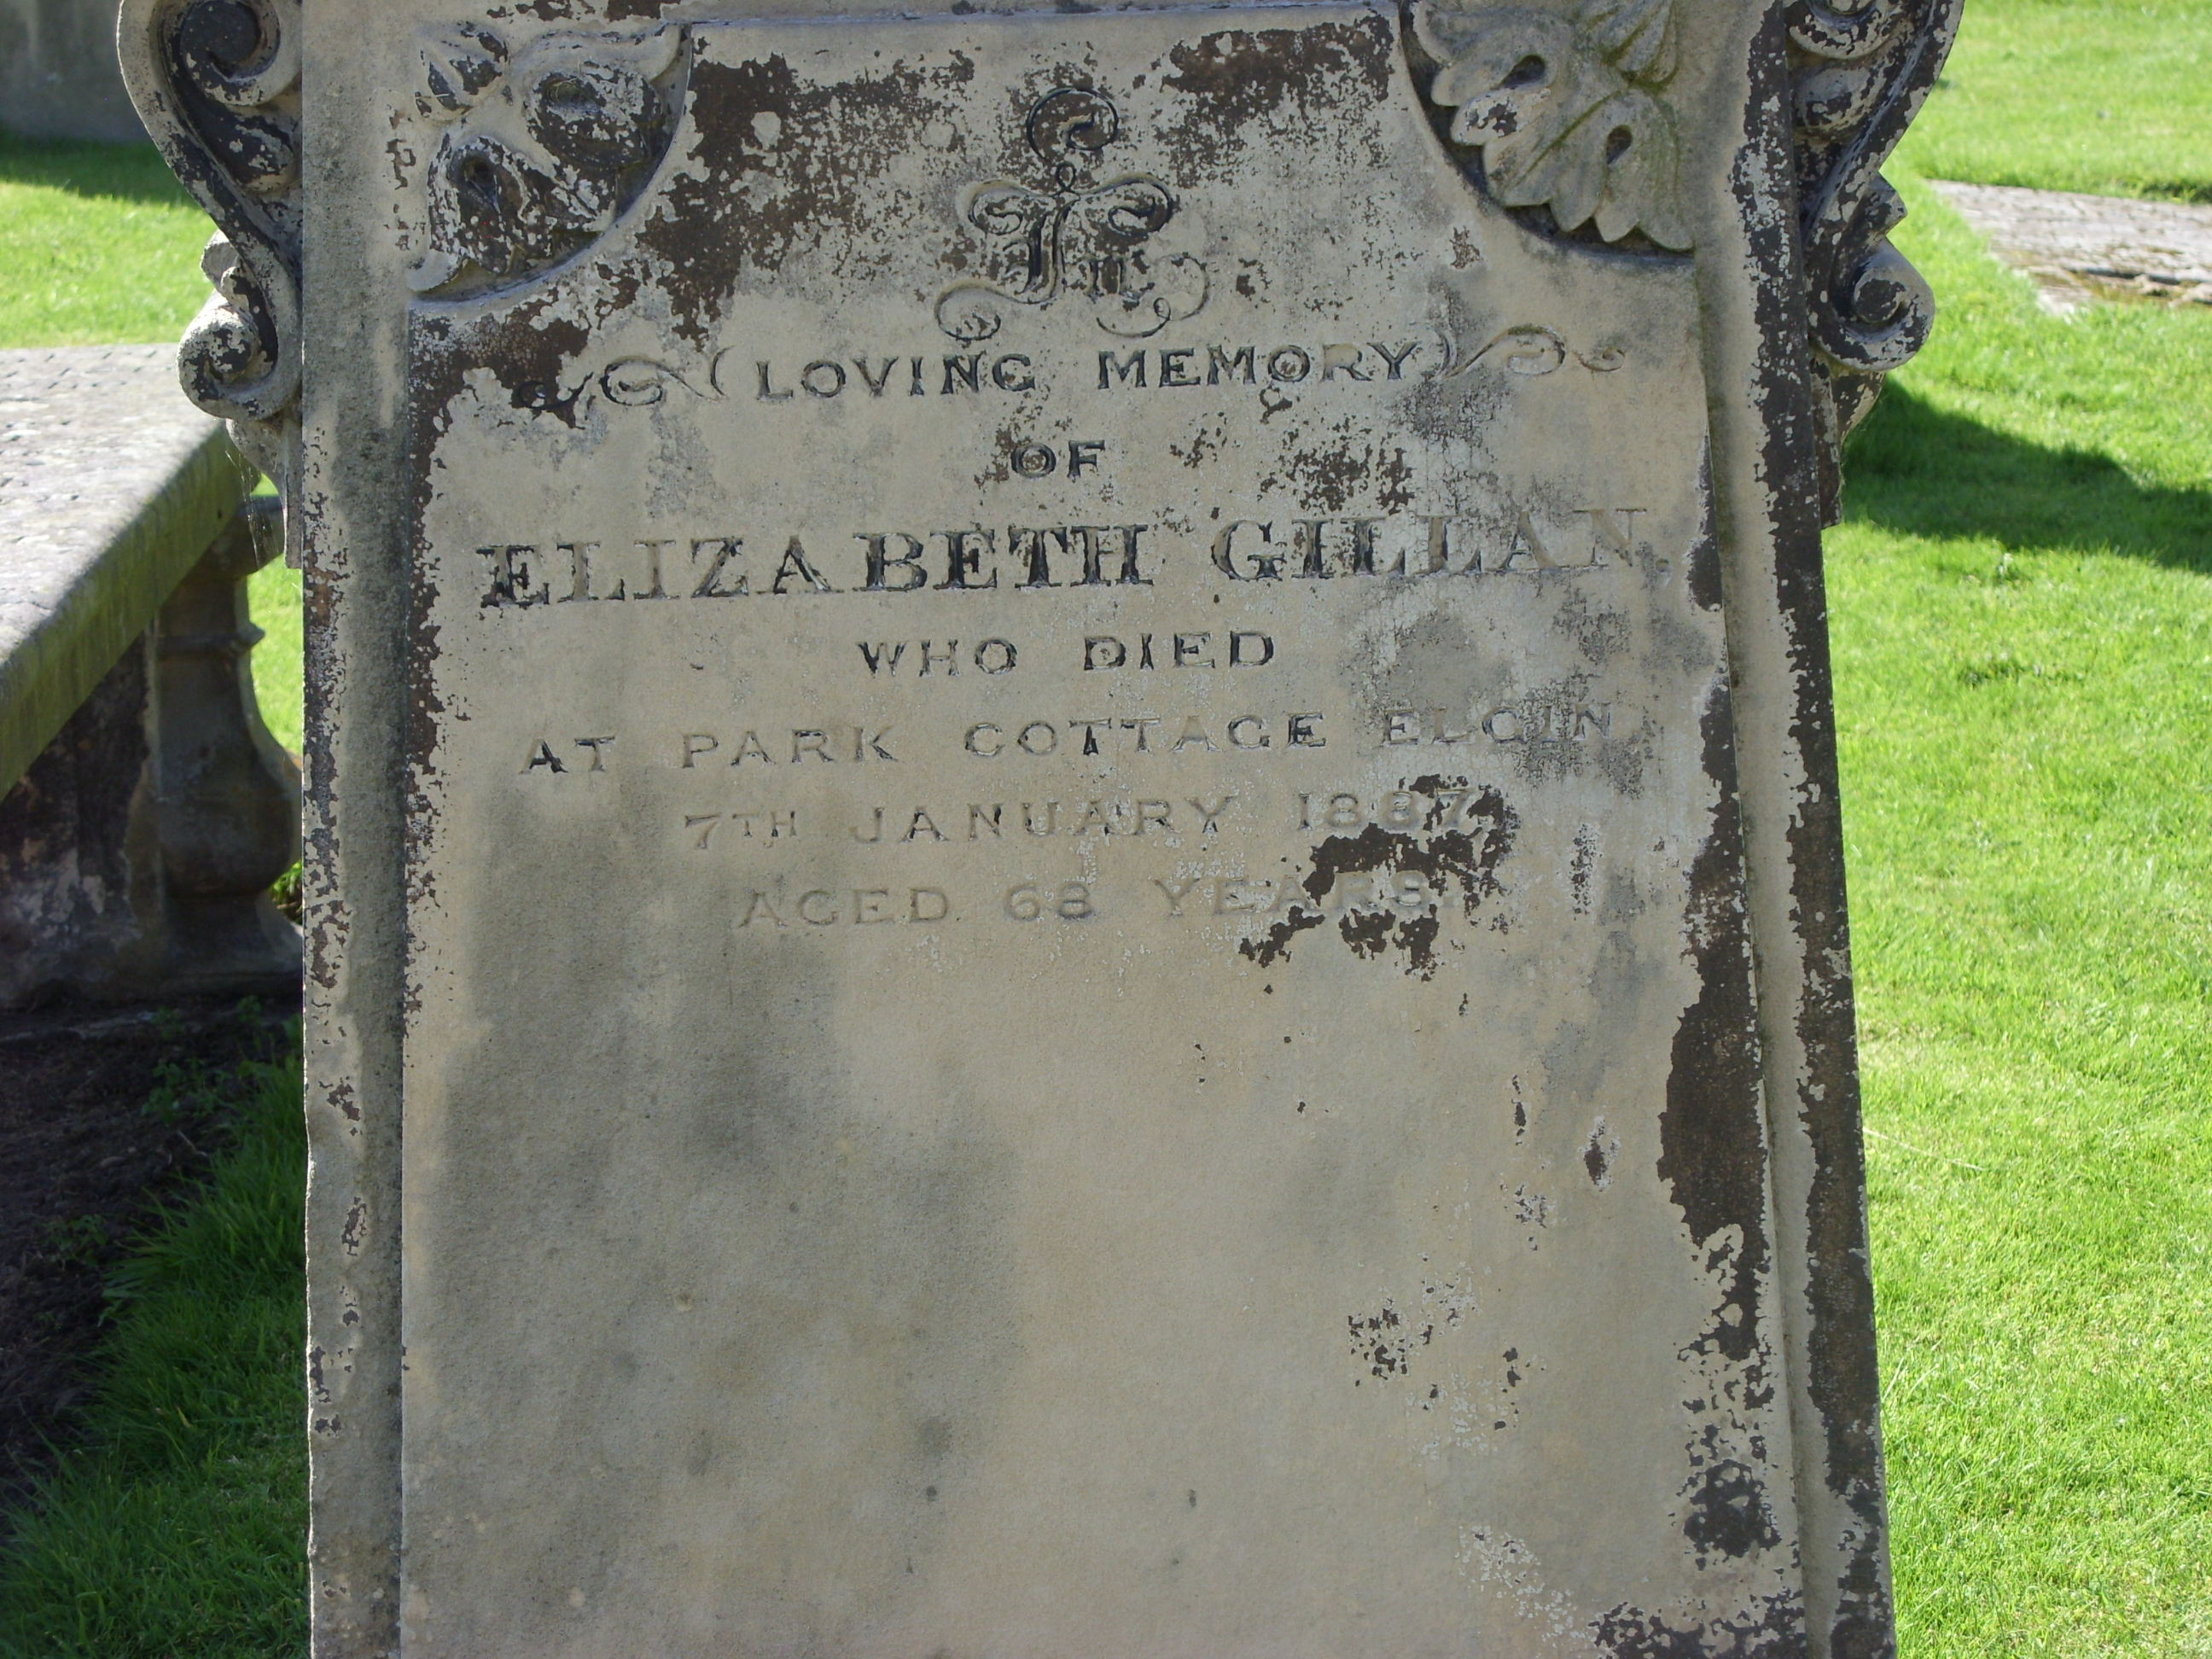 In
LOVING MEMORY
OF
ELIZABETH GILLAN,
WHO DIED
AT PARK COTTAGE ELGIN,
7TH JANUARY 1887,
AGED 68 YEARS.